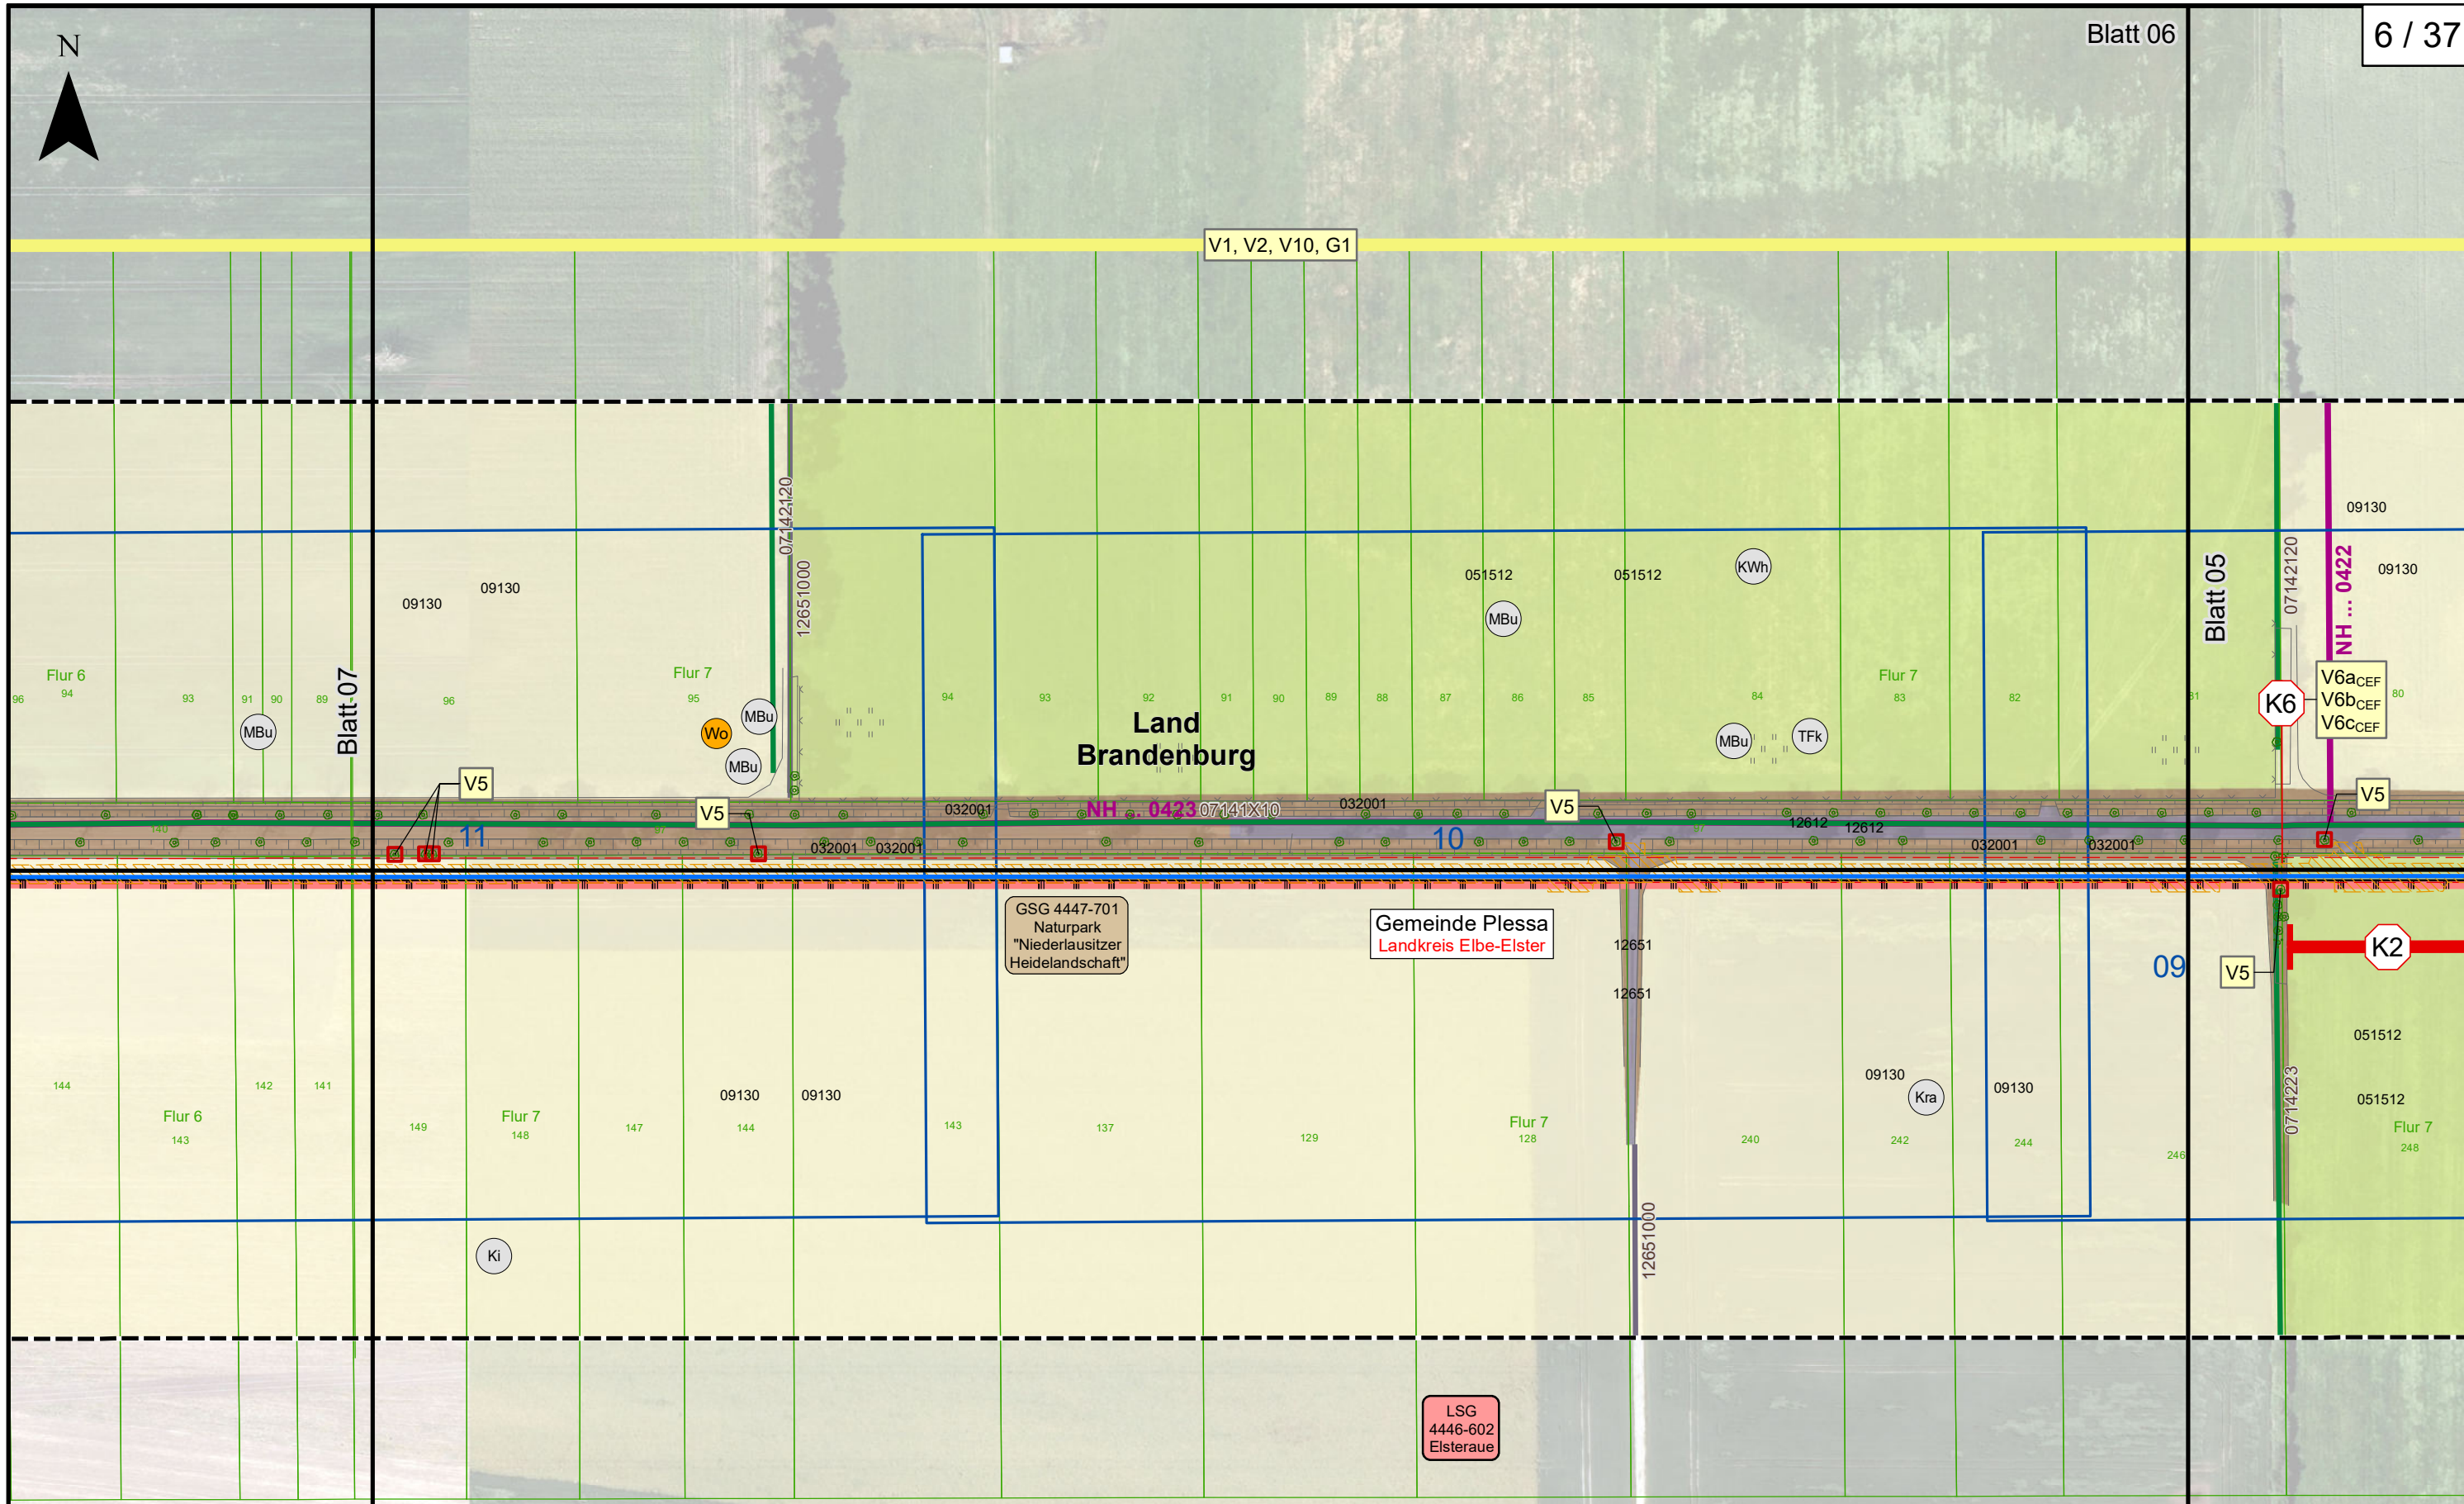 N
Blatt 06
6 / 37
V1, V2, V10, G1
07142120
12651000
09130
09130
051512
051512
KWh
MBu
Blatt 05
07142120
NH ... 0422
09130
09130
Flur 6
96
94
93
91
90
89
MBu
Blatt 07
96
Flur 7
95
Wo
MBu
MBu
94
93
92
91
90
89
88
87
86
85
84
Flur 7
83
82
81
80
Land
Brandenburg
MBu
TFk
K6
V6aCEF
V6bCEF
V6cCEF
V5
V5
V5
V5
140
11
97
032001
NH ... 0423
07141X10
032001
10
97
12612
12612
032001
032001
032001
032001
GSG 4447-701
Naturpark
"Niederlausitzer
Heidelandschaft"
Gemeinde Plessa
Landkreis Elbe-Elster
12651
12651
09
V5
K2
051512
051512
0714223
Flur 7
248
144
Flur 6
143
142
141
149
Flur 7
148
147
09130
09130
144
143
137
129
Flur 7
128
240
09130
Kra
242
09130
244
246
12651000
Ki
LSG
4446-602
Elsteraue